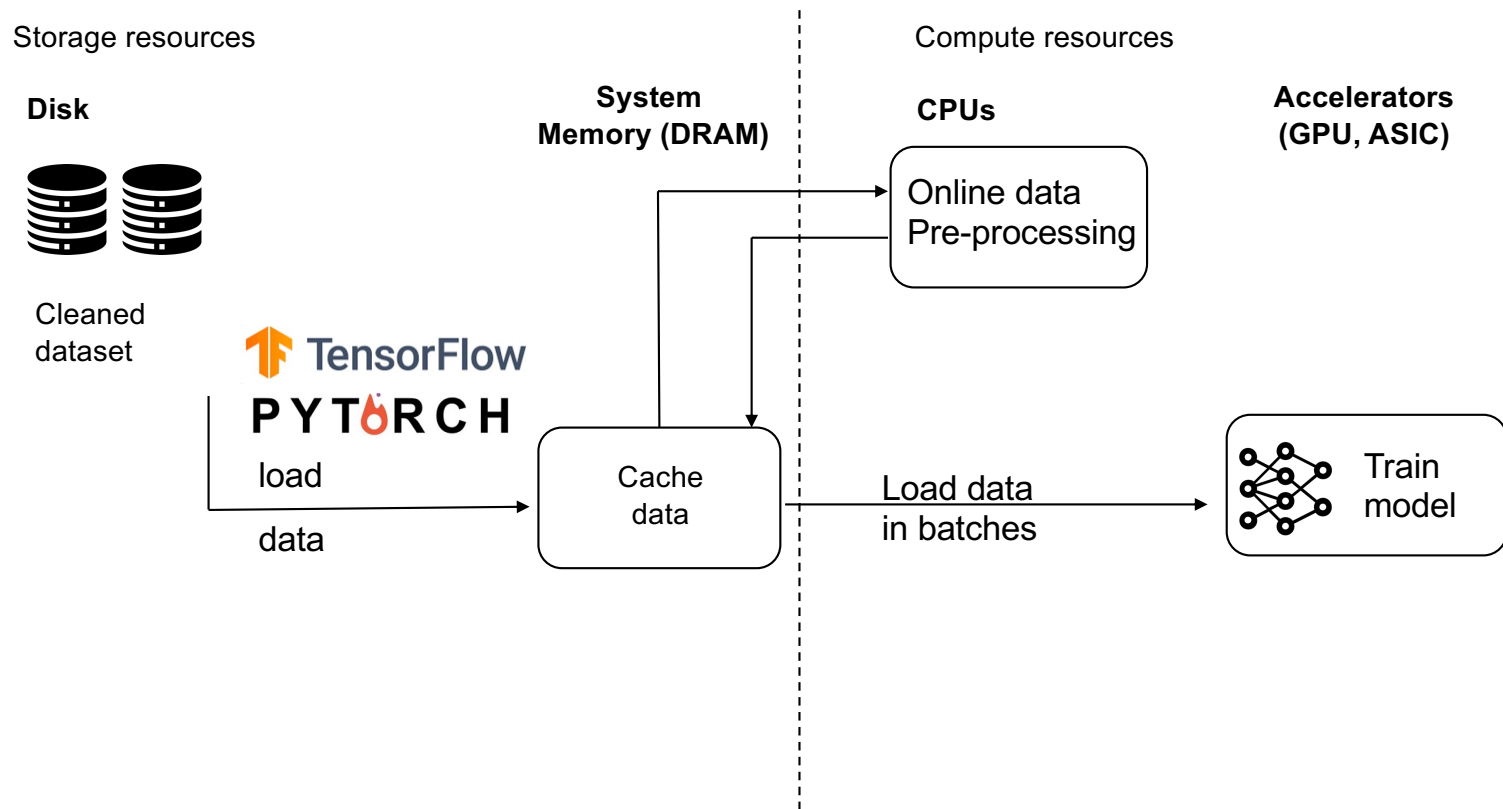 Storage resources
Compute resources
Disk
System
Memory (DRAM)
CPUs
Accelerators
(GPU, ASIC)
Online data
Pre-processing
Cleaned
dataset
TensorFlow
PYTORCH
load
data
Cache
data
Load data
in batches
Train
model